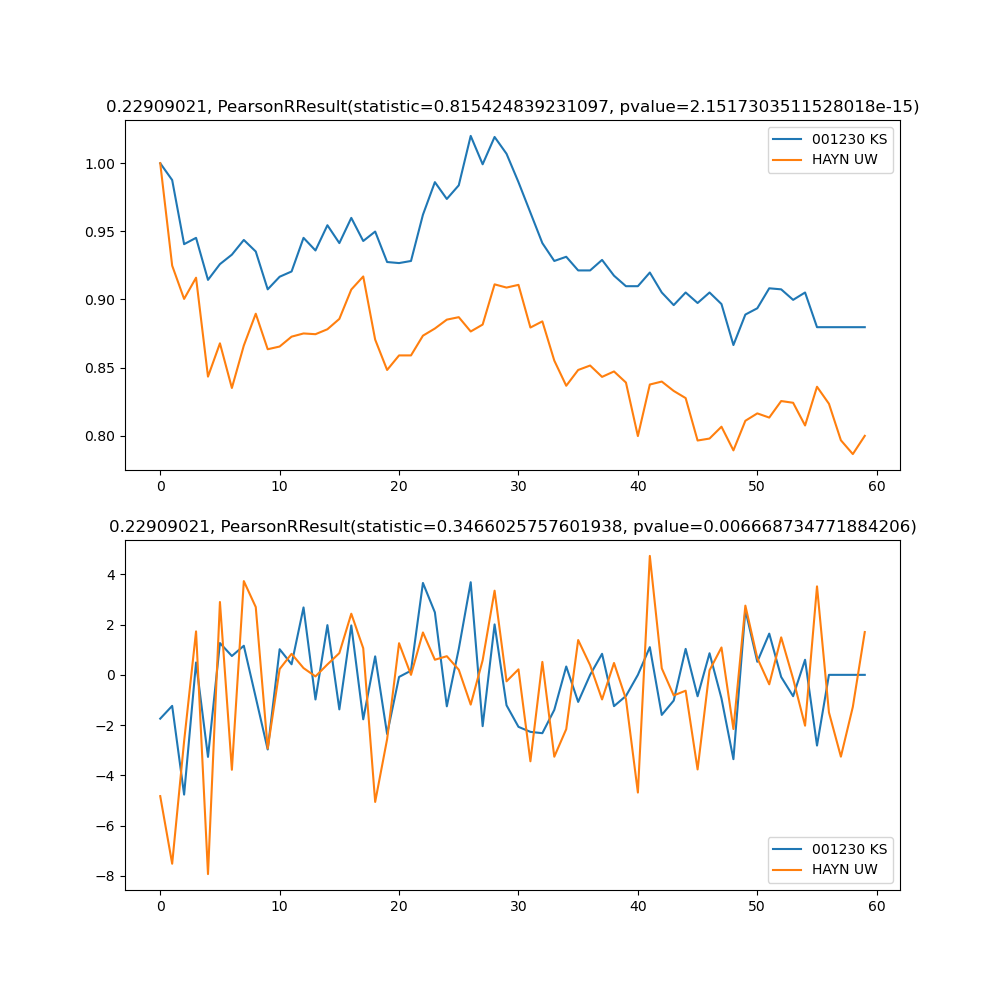 0.22909021, PearsonRResult(statistic=0.815424839231097, pvalue=2.1517303511528018e-15)
001230 KS
HAYN UW
1.00
0.95
0.90
0.85
0.80
0 10 20 30 40 50 60
0.22909021, PearsonRResult(statistic=0.3466025757601938, pvalue=0.006668734771884206)
4
2
0
−2
−4
−6
−8
001230 KS
HAYN UW
0 10 20 30 40 50 60